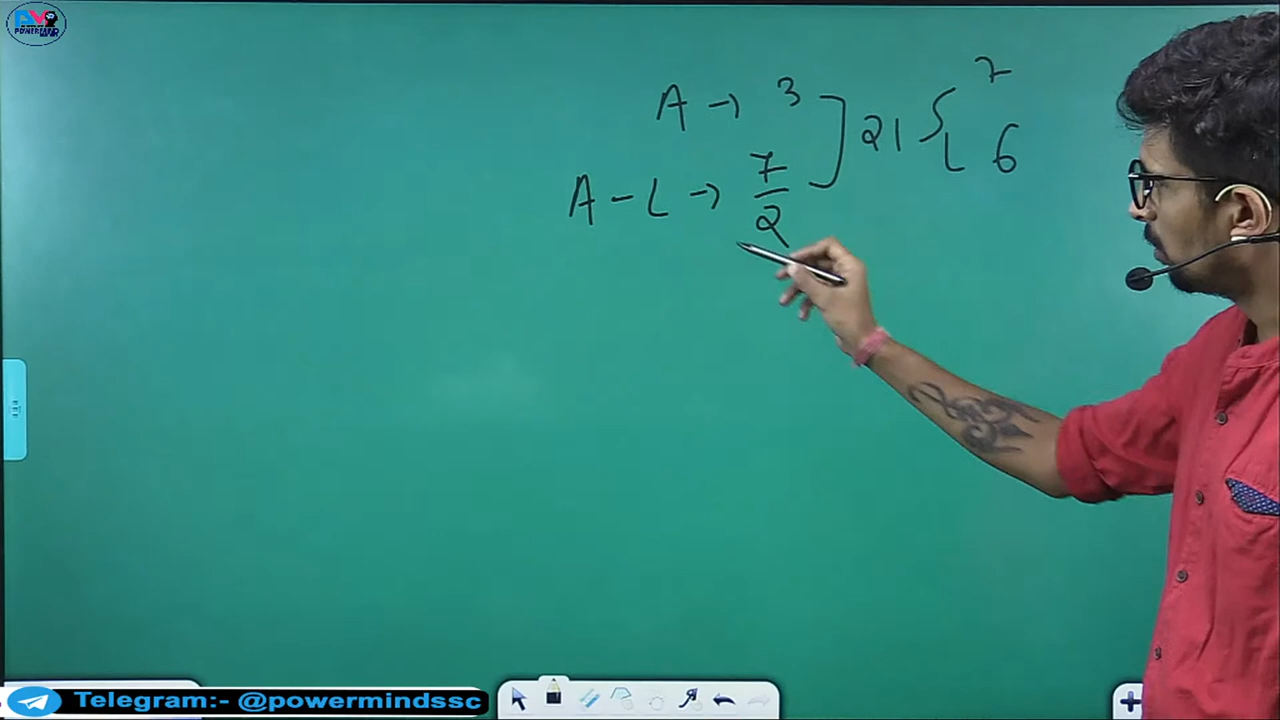 A → 3 ] 21 { 7
A - L → 7/2 6
Telegram:- @powermindssc